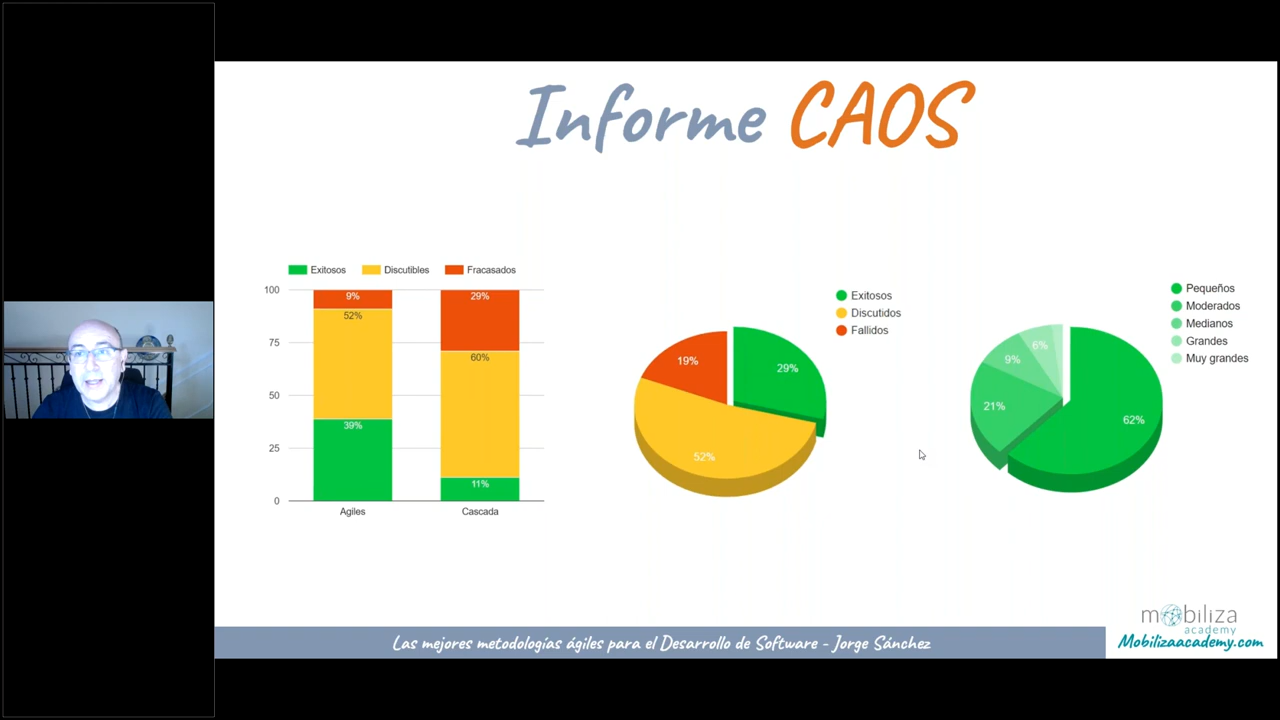 Informe CAOS
Exitosos Discutibles Fracasados
100
75
50
25
0
9%
52%
39%
29%
60%
11%
Agiles
Cascada
Exitosos
Discutidos
Fallidos
19%
29%
52%
Pequeños
Moderados
Medianos
Grandes
Muy grandes
6%
9%
21%
62%
mobiliza
academy
Las mejores metodologías ágiles para el Desarrollo de Software - Jorge Sánchez
Mobilizaacademy.com